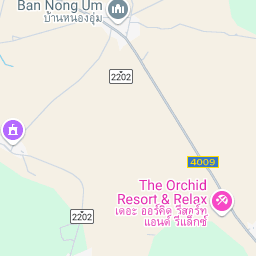 Ban Nong Um
บ้านหนองอุ่ม
2202
4009
The Orchid
Resort & Relax
เดอะ ออร์คิด รีสอร์ท
แอนด์ รีแล็กซ์
2202